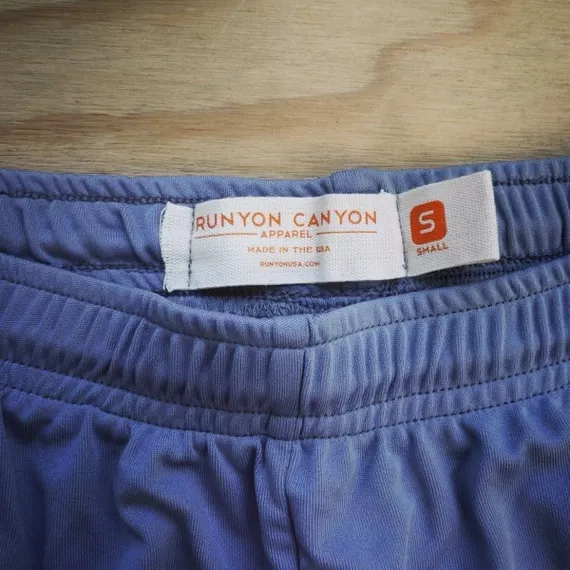 RUNYON CANYON
APPAREL
MADE IN THE USA
RUNYONUSA.COM
S
SMALL